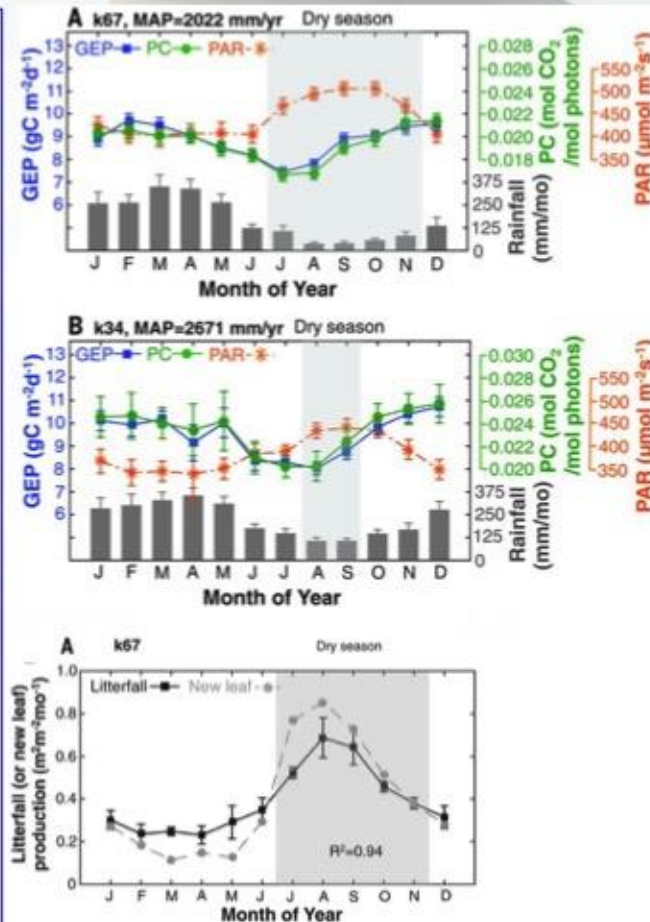 A k67, MAP=2022 mm/yr Dry season
GEP PC PAR
13
12
11
10
9
8
7
6
GEP (gC m⁻²d⁻¹)
0.028
0.026
0.024
0.022
0.020
0.018
PC (mol CO₂
/mol photons)
550
500
450
400
350
PAR (μmol m⁻²s⁻¹)
375
250
125
0
Rainfall
(mm/mo)
J F M A M J J A S O N D
Month of Year
B k34, MAP=2671 mm/yr Dry season
GEP PC PAR
13
12
11
10
9
8
7
6
GEP (gC m⁻²d⁻¹)
0.030
0.028
0.026
0.024
0.022
0.020
PC (mol CO₂
/mol photons)
550
500
450
400
350
PAR (μmol m⁻²s⁻¹)
375
250
125
0
Rainfall
(mm/mo)
J F M A M J J A S O N D
Month of Year
A k67 Dry season
Litterfall New leaf
1.0
0.8
0.6
0.4
0.2
0
Litterfall (or new leaf)
production (m²m⁻²mo⁻¹)
R²=0.94
J F M A M J J A S O N D
Month of Year